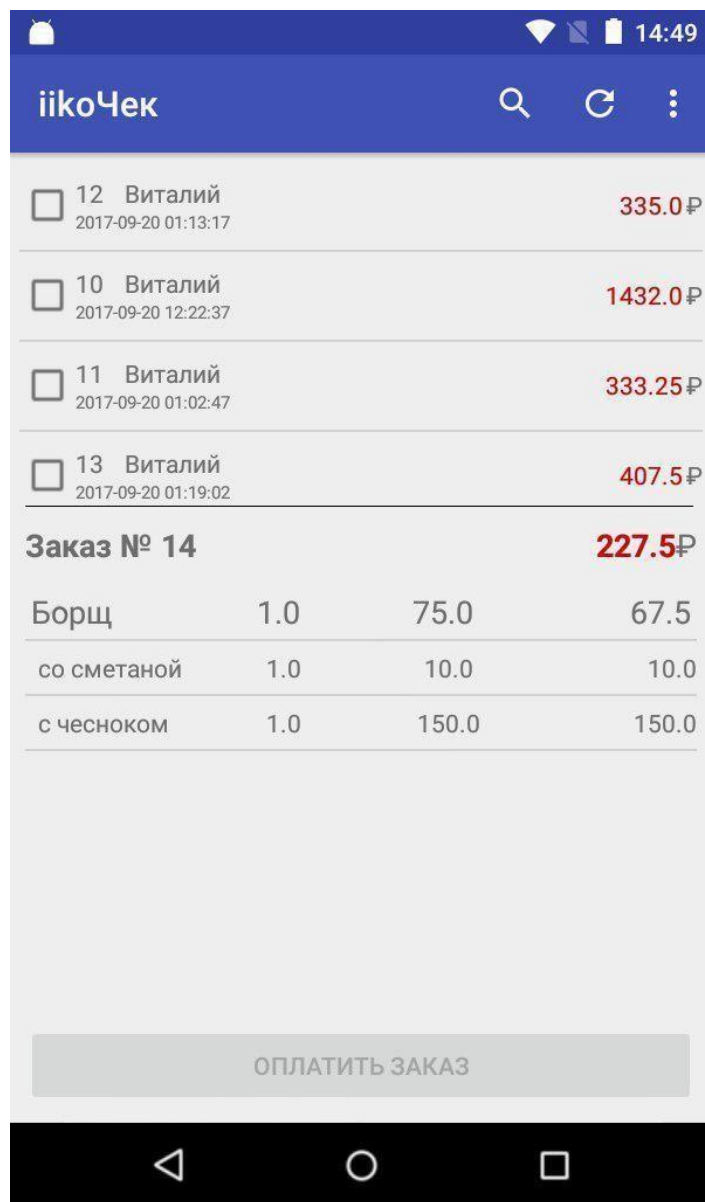 14:49
iikoЧек
12 Виталий 335.0₽
2017-09-20 01:13:17
10 Виталий 1432.0₽
2017-09-20 12:22:37
11 Виталий 333.25₽
2017-09-20 01:02:47
13 Виталий 407.5₽
2017-09-20 01:19:02
Заказ № 14 227.5₽
Борщ 1.0 75.0 67.5
со сметаной 1.0 10.0 10.0
с чесноком 1.0 150.0 150.0
ОПЛАТИТЬ ЗАКАЗ